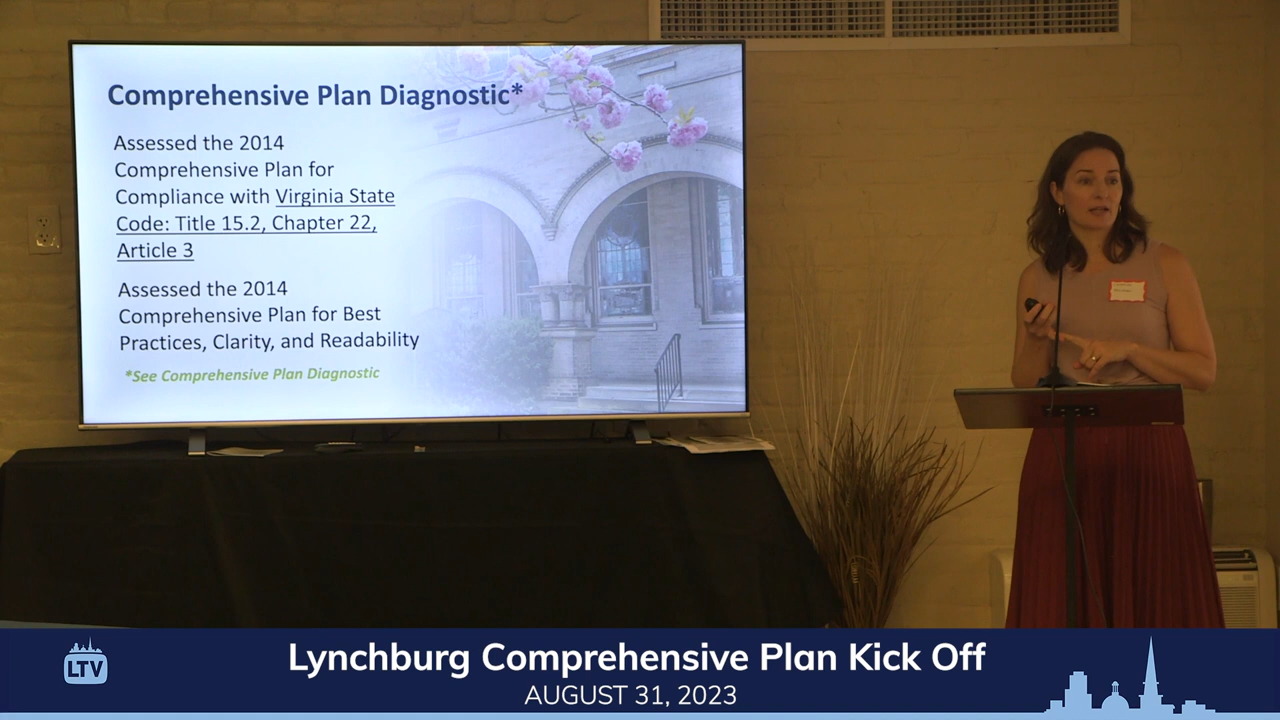 Comprehensive Plan Diagnostic*
Assessed the 2014
Comprehensive Plan for
Compliance with Virginia State
Code: Title 15.2, Chapter 22,
Article 3
Assessed the 2014
Comprehensive Plan for Best
Practices, Clarity, and Readability
*See Comprehensive Plan Diagnostic
LTV
Lynchburg Comprehensive Plan Kick Off
AUGUST 31, 2023